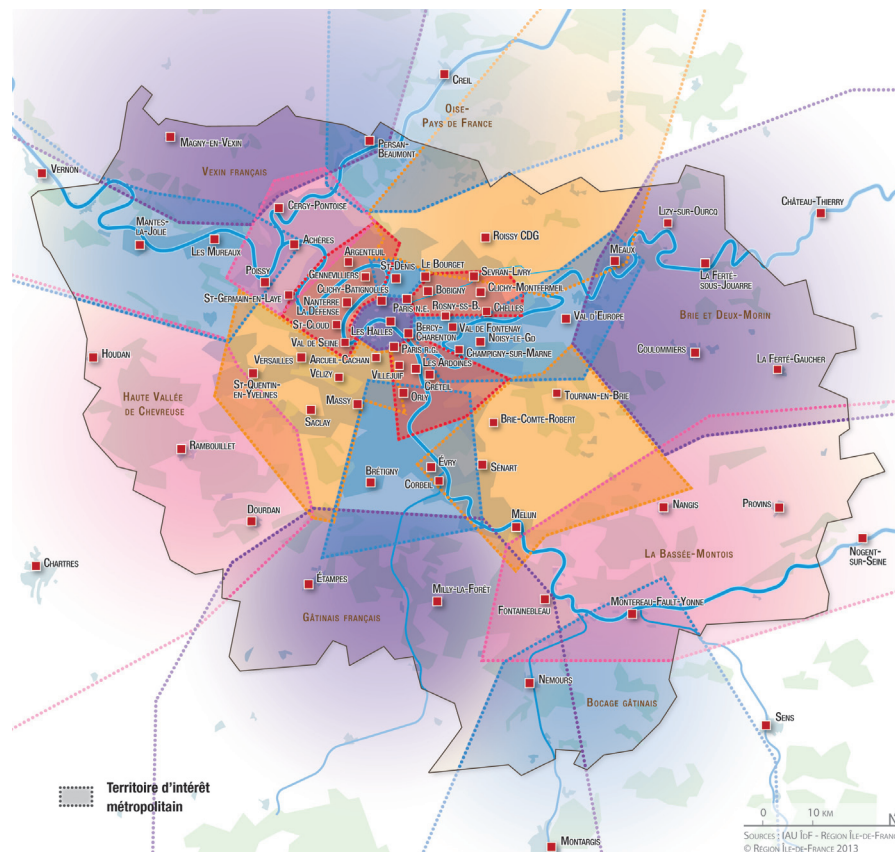 Creil
Oise-
Pays de France
Magny-en-Vexin
Persan-
Beaumont
Vexin français
Vernon
Château-Thierry
Lizy-sur-Ourcq
Cergy-Pontoise
Mantes-
la-Jolie
Les Mureaux
Achères
Roissy CDG
Meaux
La Ferté-
sous-Jouarre
Argenteuil
Poissy
Gennevilliers
St-Denis
Le Bourget
Sevran-Livry
St-Germain-en-Laye
Clichy-Batignolles
Bobigny
Clichy-Montfermeil
Nanterre
La Défense
Paris n.e.
Rosny-ss-B.
Chelles
Val d'Europe
Brie et Deux-Morin
St-Cloud
Les Halles
Bercy-
Charenton
Val de Fontenay
Noisy-le-Gd
Val de Seine
Paris r.g.
Champigny-sur-Marne
Coulommiers
Houdan
Versailles
Arcueil-Cachan
Les Ardoines
La Ferté-Gaucher
St-Quentin-
en-Yvelines
Vélizy
Villejuif
Créteil
Haute Vallée
de Chevreuse
Massy
Orly
Tournan-en-Brie
Saclay
Brie-Comte-Robert
Rambouillet
Évry
Sénart
Brétigny
Corbeil
Dourdan
Melun
Nangis
Provins
Nogent-
sur-Seine
La Bassée-Montois
Chartres
Étampes
Milly-la-Forêt
Fontainebleau
Montereau-Fault-Yonne
Gâtinais français
Nemours
Bocage gâtinais
Sens
Territoire d'intérêt
métropolitain
0 10 km
N
Sources : IAU ÎdF - Région Île-de-Franc
© Région Île-de-France 2013
Montargis